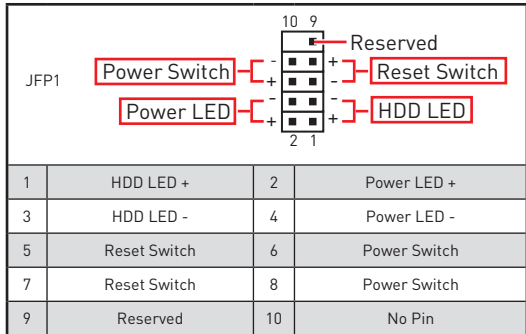 10 9
Reserved
- +
Power Switch Reset Switch
+ -
JFP1
- -
Power LED HDD LED
+ +
2 1
1 HDD LED + 2 Power LED +
3 HDD LED - 4 Power LED -
5 Reset Switch 6 Power Switch
7 Reset Switch 8 Power Switch
9 Reserved 10 No Pin